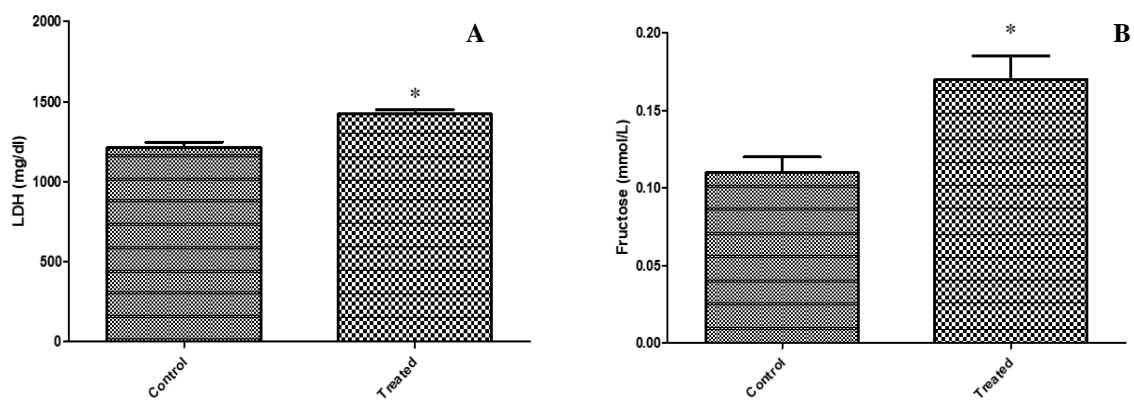 A
2000
1500
1000
500
0
LDH (mg/dl)
*
Control
Treated
B
0.20
0.15
0.10
0.05
0.00
Fructose (mmol/L)
*
Control
Treated